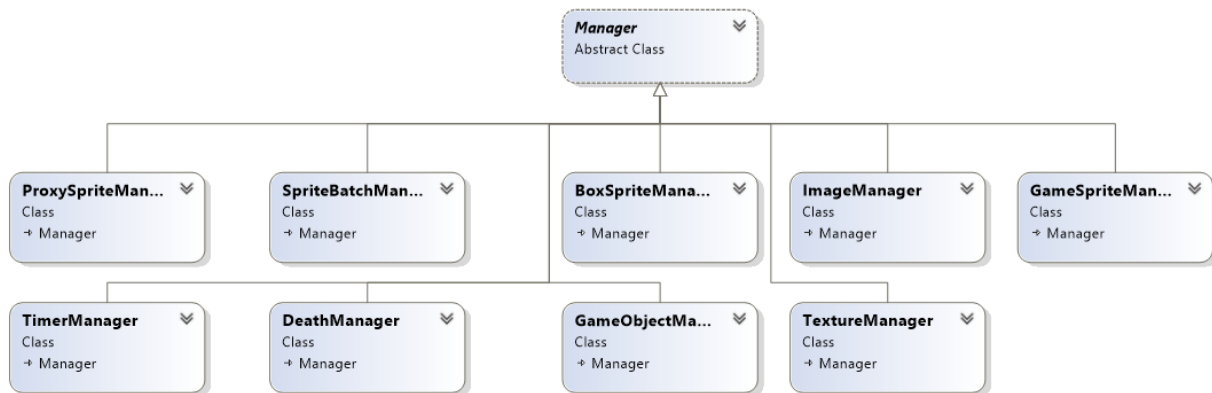 Manager
Abstract Class
ProxySpriteMan...
Class
Manager
SpriteBatchMan...
Class
Manager
BoxSpriteMana...
Class
Manager
ImageManager
Class
Manager
GameSpriteMan...
Class
Manager
TimerManager
Class
Manager
DeathManager
Class
Manager
GameObjectMa...
Class
Manager
TextureManager
Class
Manager